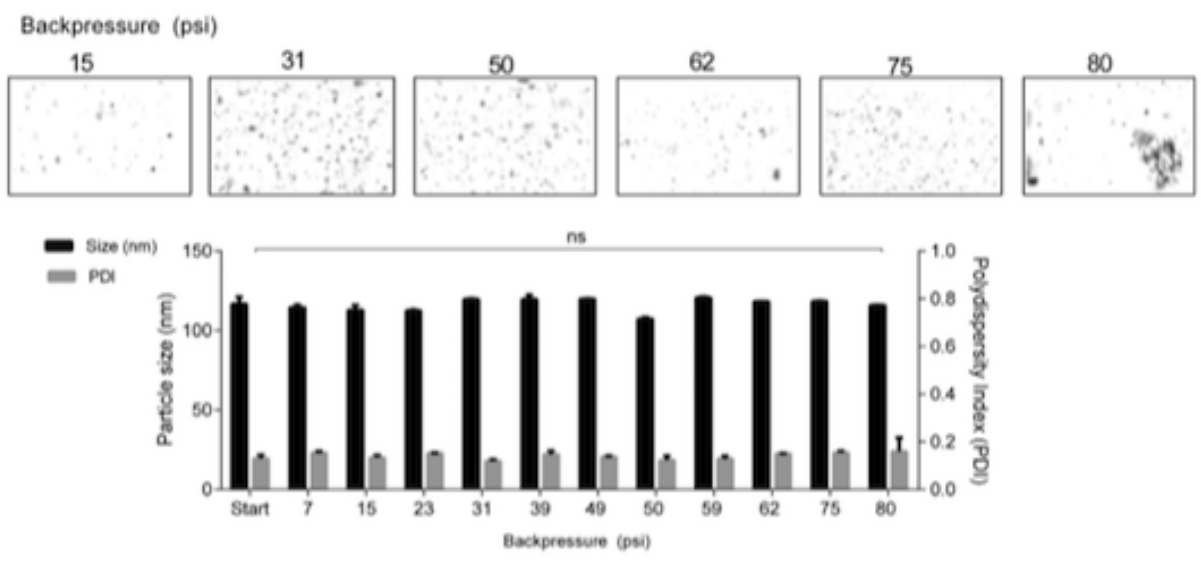 Backpressure (psi)
15 31 50 62 75 80
Size (nm)
PDI
ns
150
100
50
0
Particle size (nm)
1.0
0.8
0.6
0.4
0.2
0.0
Polydispersity Index (PDI)
Start 7 15 23 31 39 49 50 59 62 75 80
Backpressure (psi)